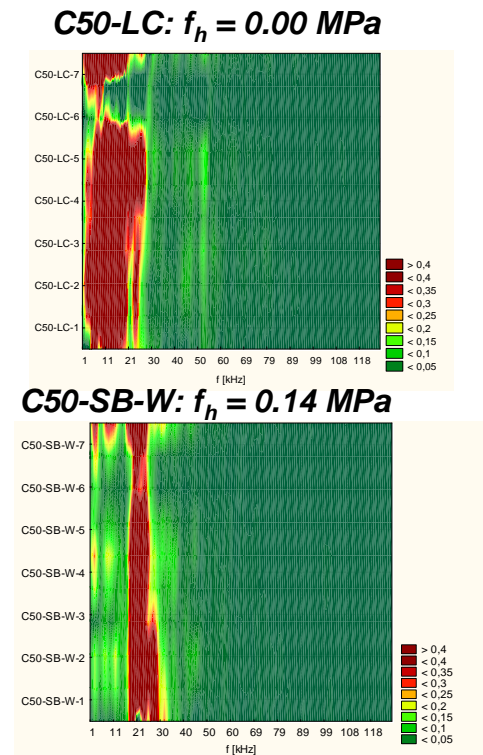 C50-LC: fh = 0.00 MPa
C50-LC-7
C50-LC-6
C50-LC-5
C50-LC-4
C50-LC-3
C50-LC-2
C50-LC-1
> 0,4
< 0,4
< 0,35
< 0,3
< 0,25
< 0,2
< 0,15
< 0,1
< 0,05
1 11 21 30 40 50 59 69 79 89 99 108 118
f [kHz]
C50-SB-W: fh = 0.14 MPa
C50-SB-W-7
C50-SB-W-6
C50-SB-W-5
C50-SB-W-4
C50-SB-W-3
C50-SB-W-2
C50-SB-W-1
> 0,4
< 0,4
< 0,35
< 0,3
< 0,25
< 0,2
< 0,15
< 0,1
< 0,05
1 11 21 30 40 50 60 69 79 89 99 108 118
f [kHz]